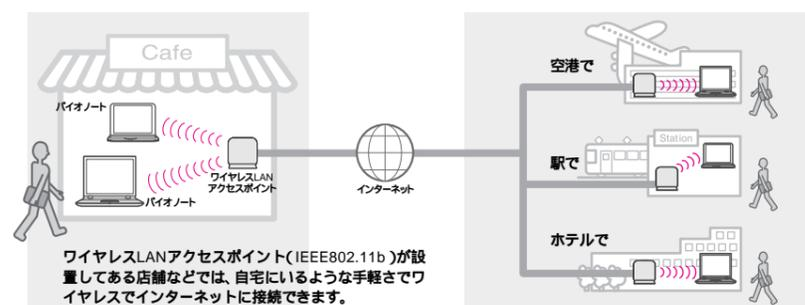 Cafe
バイオノート
ワイヤレスLAN
アクセスポイント
バイオノート
インターネット
空港で
Station
駅で
ホテルで
ワイヤレスLANアクセスポイント(IEEE802.11b)が設
置してある店舗などでは、自宅にいるような手軽さでワ
イヤレスでインターネットに接続できます。